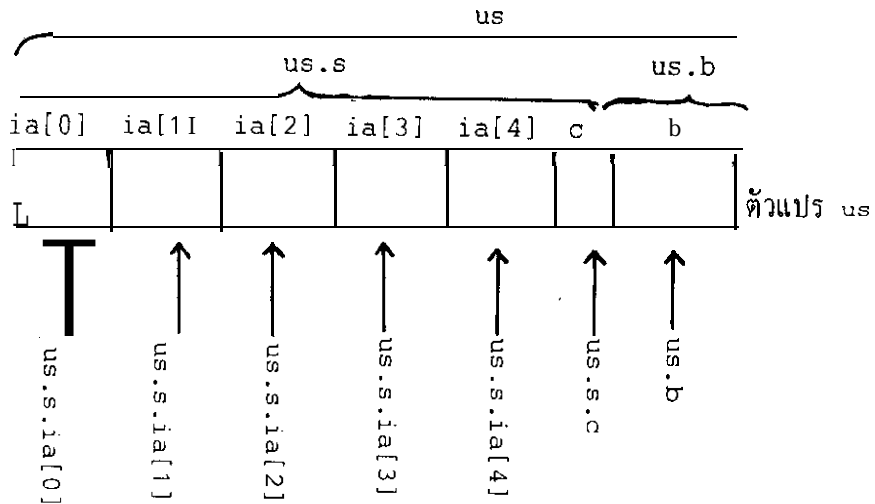 us
us.s us.b
ia[0] ia[1I ia[2] ia[3] ia[4] c b
ตัวแปร us
us.s.ia[0]
us.s.ia[1]
us.s.ia[2]
us.s.ia[3]
us.s.ia[4]
us.s.c
us.b